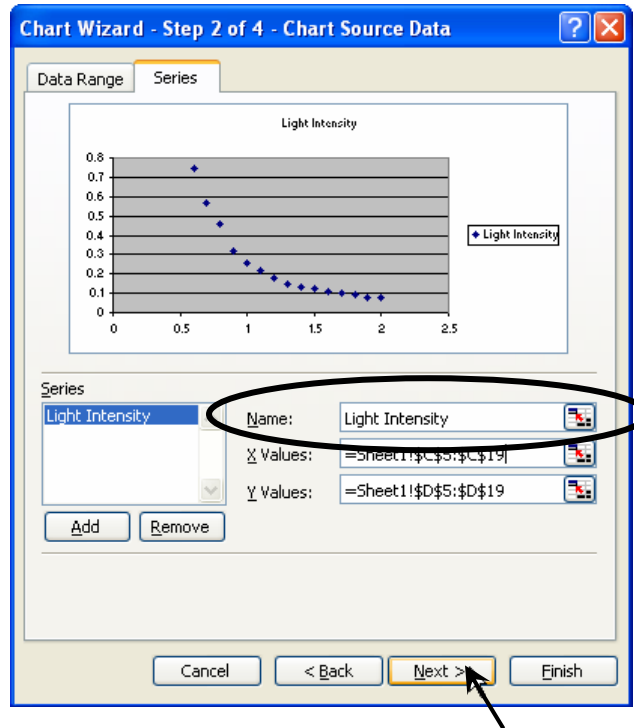 Chart Wizard - Step 2 of 4 - Chart Source Data
Data Range Series
Light Intensity
0.8
0.7
0.6
0.5
0.4
0.3
0.2
0.1
0
0 0.5 1 1.5 2 2.5
Light Intensity
Series
Light Intensity
Name: Light Intensity
X Values: =Sheet1!$C$5:$C$19
Y Values: =Sheet1!$D$5:$D$19
Add Remove
Cancel < Back Next > Finish